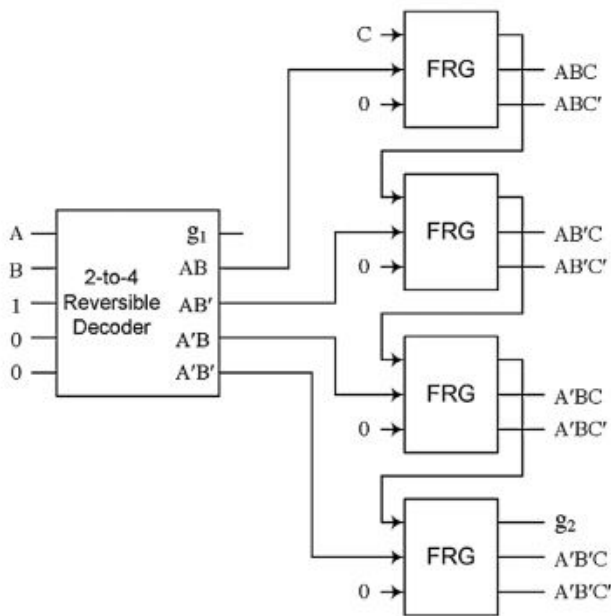 C
FRG
ABC
0
ABC'
A
B
1
0
0
2-to-4
Reversible
Decoder
g₁
AB
AB'
A'B
A'B'
FRG
AB'C
0
AB'C'
FRG
A'BC
0
A'BC'
FRG
g₂
A'B'C
0
A'B'C'